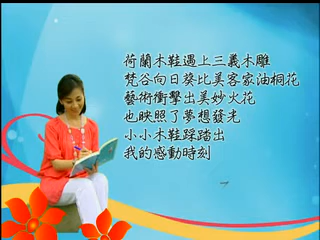 荷蘭木鞋遇上三義木雕
梵谷向日葵比美客家油桐花
藝術衝擊出美妙火花
也映照了夢想發光
小小木鞋踩踏出
我的感動時刻